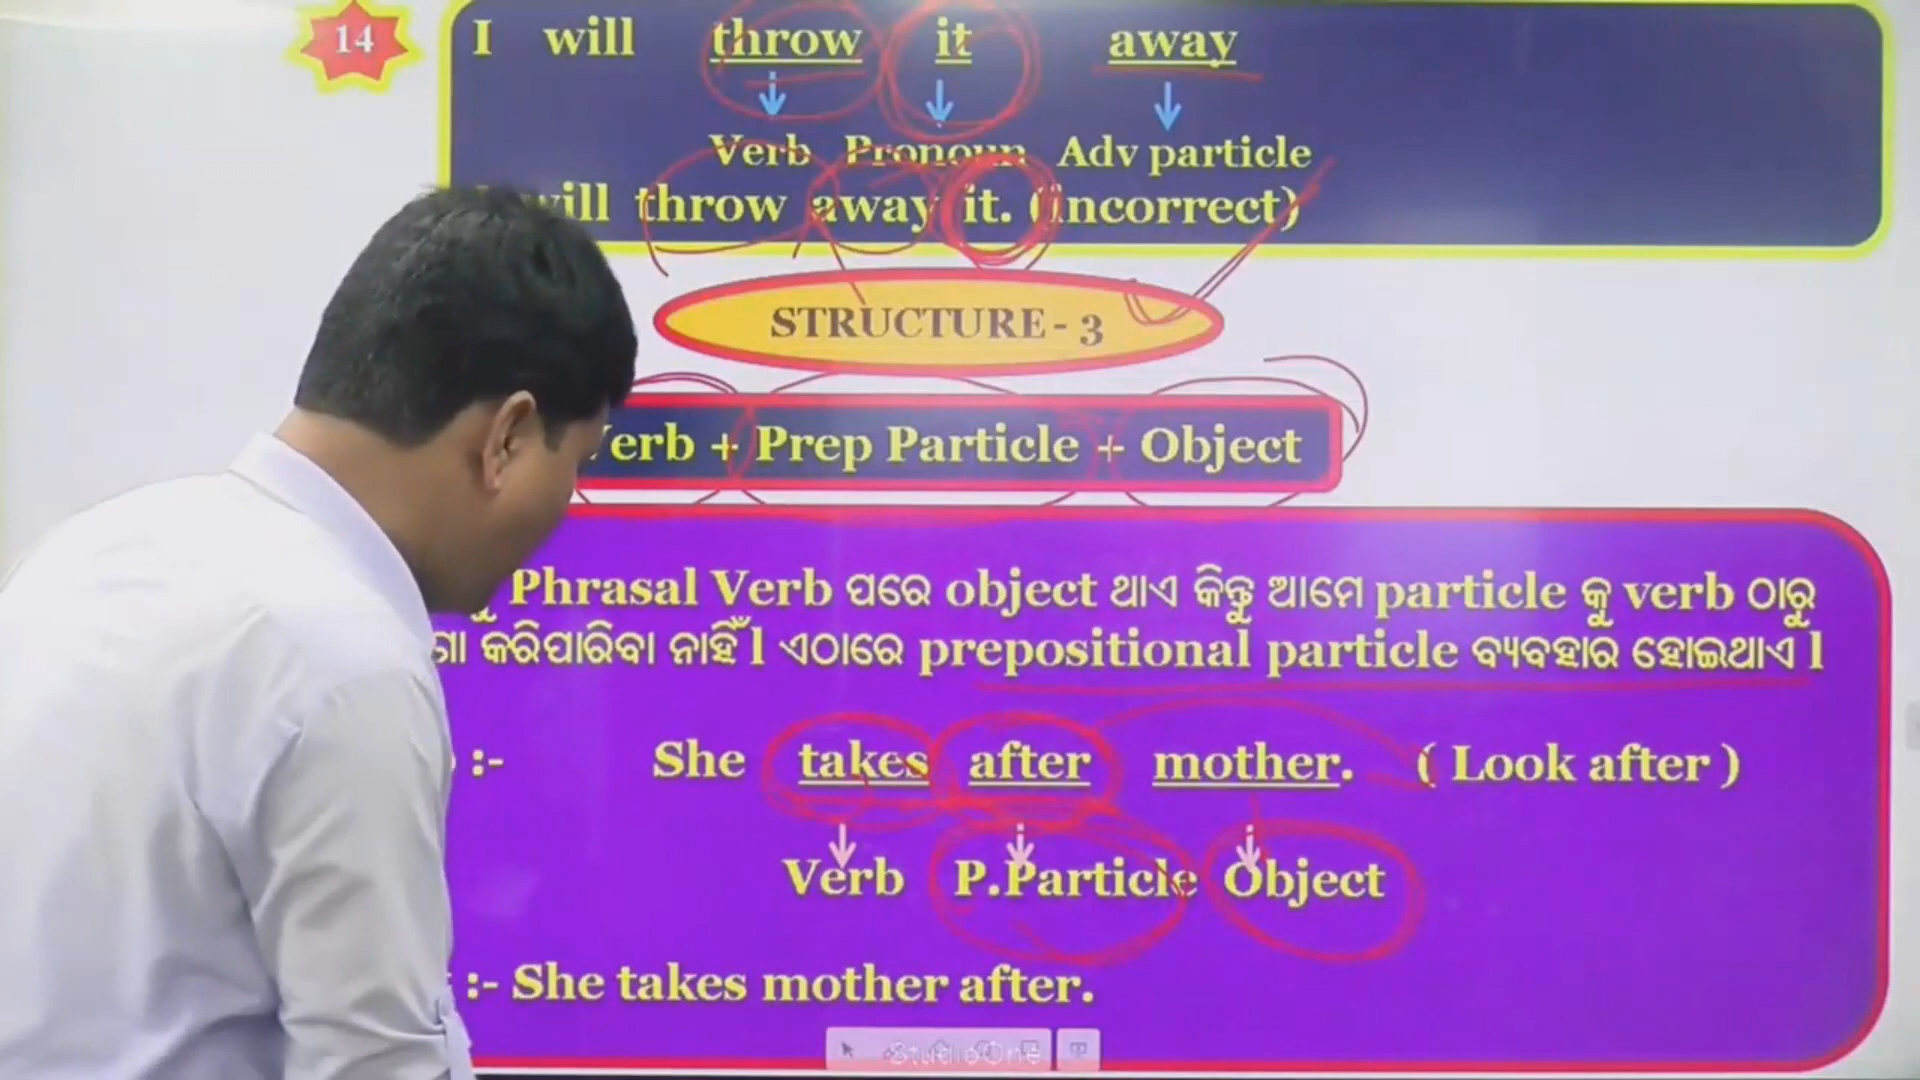 14
I will throw it away
Verb Pronoun Adv particle
will throw away it. (incorrect)
STRUCTURE - 3
Verb + Prep Particle + Object
Phrasal Verb ପରେ object ଥାଏ କିନ୍ତୁ ଆମେ particle କୁ verb ଠାରୁ
କରିପାରିବା ନାହିଁ l ଏଠାରେ prepositional particle ବ୍ୟବହାର ହୋଇଥାଏ l
:- She takes after mother. ( Look after )
Verb P.Particle Object
:- She takes mother after.